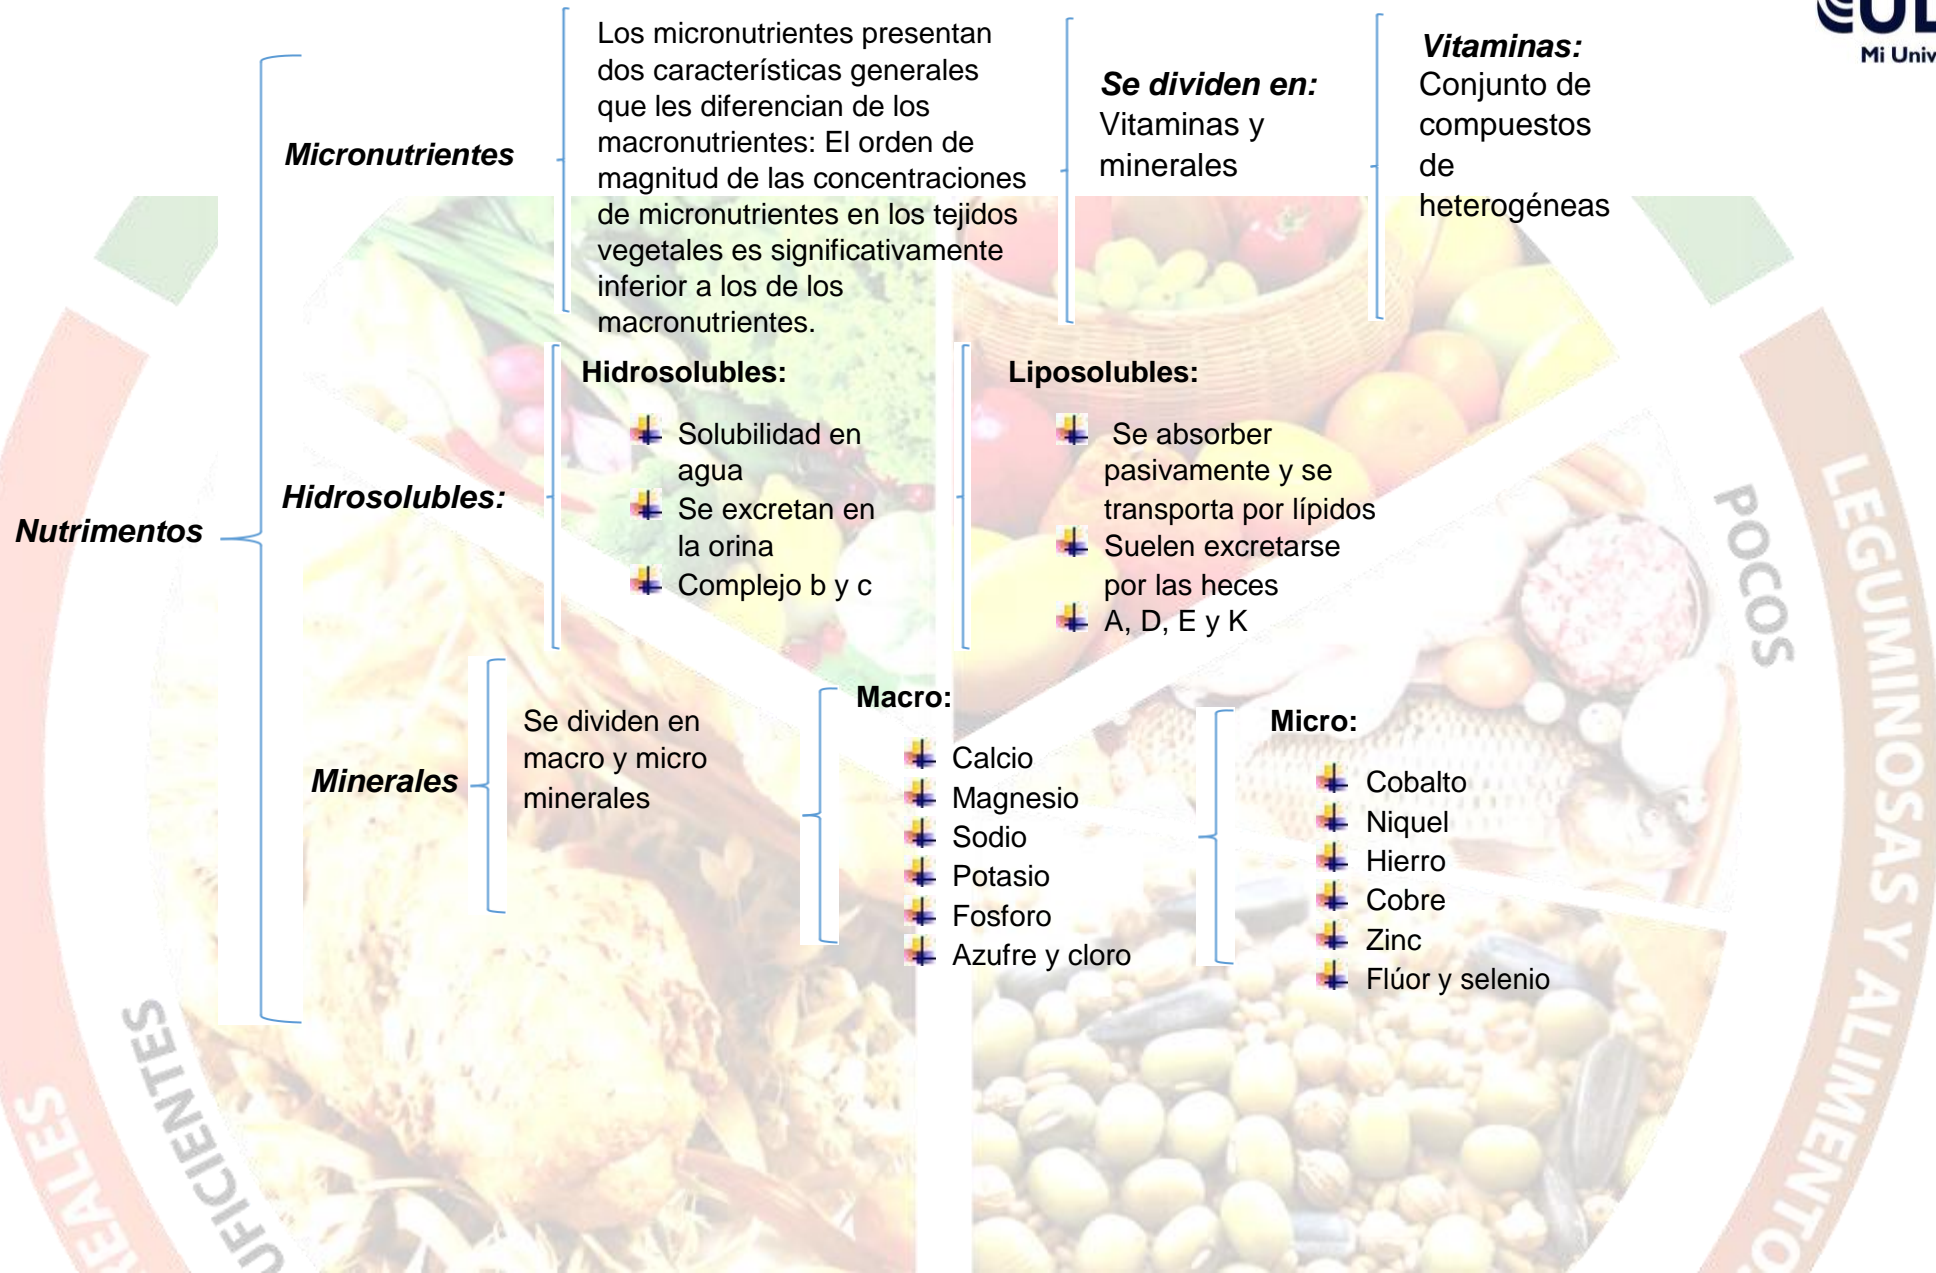 Mi Univ
Nutrimentos
Micronutrientes
Los micronutrientes presentan
dos características generales
que les diferencian de los
macronutrientes: El orden de
magnitud de las concentraciones
de micronutrientes en los tejidos
vegetales es significativamente
inferior a los de los
macronutrientes.
Se dividen en:
Vitaminas y
minerales
Vitaminas:
Conjunto de
compuestos
de
heterogéneas
Hidrosolubles:
Hidrosolubles:
Solubilidad en
agua
Se excretan en
la orina
Complejo b y c
Liposolubles:
Se absorber
pasivamente y se
transporta por lípidos
Suelen excretarse
por las heces
A, D, E y K
Minerales
Se dividen en
macro y micro
minerales
Macro:
Calcio
Magnesio
Sodio
Potasio
Fosforo
Azufre y cloro
Micro:
Cobalto
Niquel
Hierro
Cobre
Zinc
Flúor y selenio
POCOS
LEGUMINOSAS Y ALIMENTOS
UFICIENTES
REALES